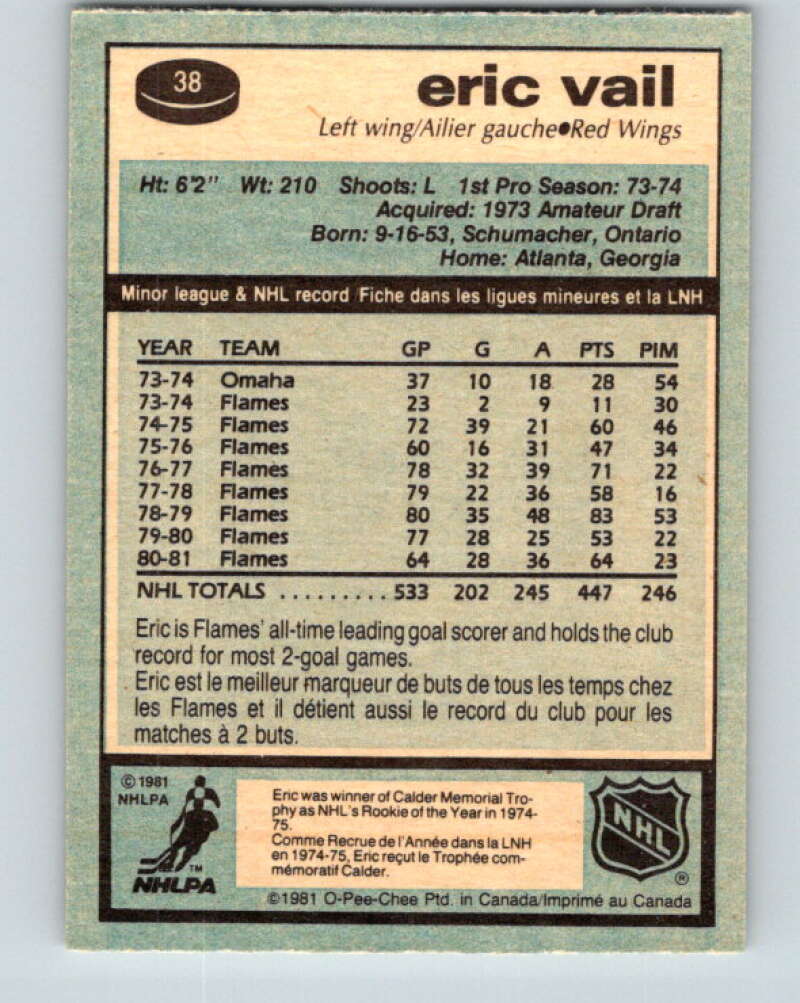 38
eric vail
Left wing/Ailier gauche●Red Wings
Ht: 6'2" Wt: 210 Shoots: L 1st Pro Season: 73-74
Acquired: 1973 Amateur Draft
Born: 9-16-53, Schumacher, Ontario
Home: Atlanta, Georgia
Minor league & NHL record Fiche dans les ligues mineures et la LNH
YEAR TEAM GP G A PTS PIM
73-74 Omaha 37 10 18 28 54
73-74 Flames 23 2 9 11 30
74-75 Flames 72 39 21 60 46
75-76 Flames 60 16 31 47 34
76-77 Flames 78 32 39 71 22
77-78 Flames 79 22 36 58 16
78-79 Flames 80 35 48 83 53
79-80 Flames 77 28 25 53 22
80-81 Flames 64 28 36 64 23
NHL TOTALS ......... 533 202 245 447 246
Eric is Flames' all-time leading goal scorer and holds the club
record for most 2-goal games.
Eric est le meilleur marqueur de buts de tous les temps chez
les Flames et il détient aussi le record du club pour les
matches à 2 buts.
© 1981
NHLPA
TM
NHLPA
Eric was winner of Calder Memorial Tro-
phy as NHL's Rookie of the Year in 1974-
75.
Comme Recrue de l'Année dans la LNH
en 1974-75, Eric reçut le Trophée com-
mémoratif Calder.
NHL
®
©1981 O-Pee-Chee Ptd. in Canada/Imprimé au Canada